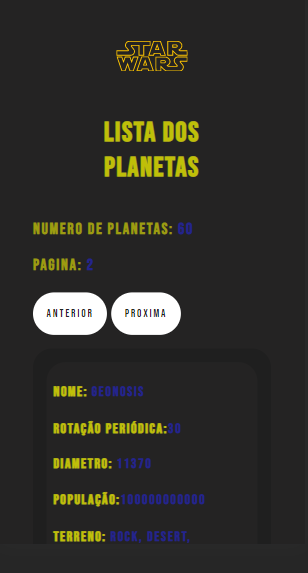 STAR
WARS
LISTA DOS
PLANETAS
NUMERO DE PLANETAS: 60
PAGINA: 2
ANTERIOR PROXIMA
NOME: GEONOSIS
ROTAÇÃO PERIÓDICA:30
DIAMETRO: 11370
POPULAÇÃO:100000000000
TERRENO: ROCK, DESERT,